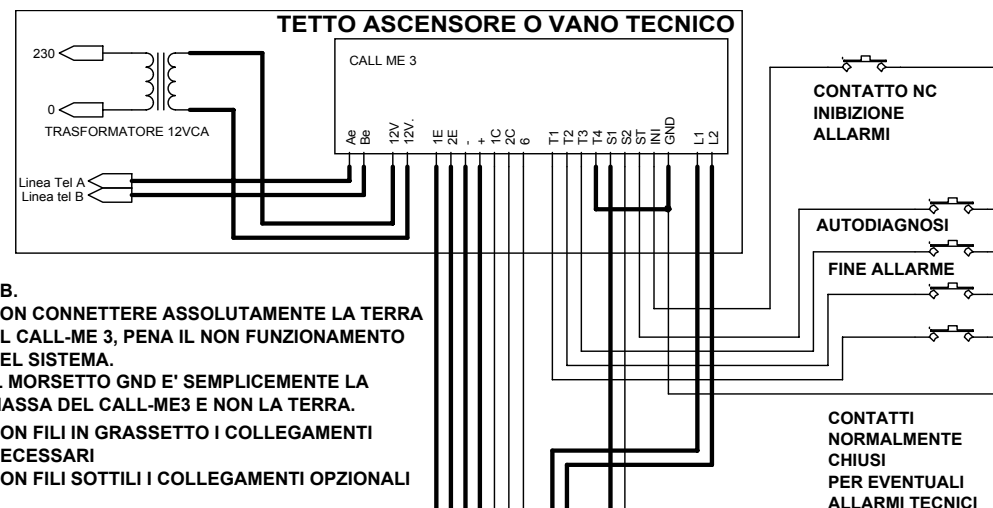 TETTO ASCENSORE O VANO TECNICO
230
0
TRASFORMATORE 12VCA
CALL ME 3
Ae
Be
12V
12V.
1E
2E
-
+
1C
2C
6
T1
T2
T3
T4
S1
S2
ST
INI
GND
L1
L2
Linea Tel A
Linea tel B
CONTATTO NC
INIBIZIONE
ALLARMI
AUTODIAGNOSI
FINE ALLARME
B.
ON CONNETTERE ASSOLUTAMENTE LA TERRA
L CALL-ME 3, PENA IL NON FUNZIONAMENTO
EL SISTEMA.
L MORSETTO GND E' SEMPLICEMENTE LA
MASSA DEL CALL-ME3 E NON LA TERRA.
ON FILI IN GRASSETTO I COLLEGAMENTI
ECESSARI
ON FILI SOTTILI I COLLEGAMENTI OPZIONALI
CONTATTI
NORMALMENTE
CHIUSI
PER EVENTUALI
ALLARMI TECNICI